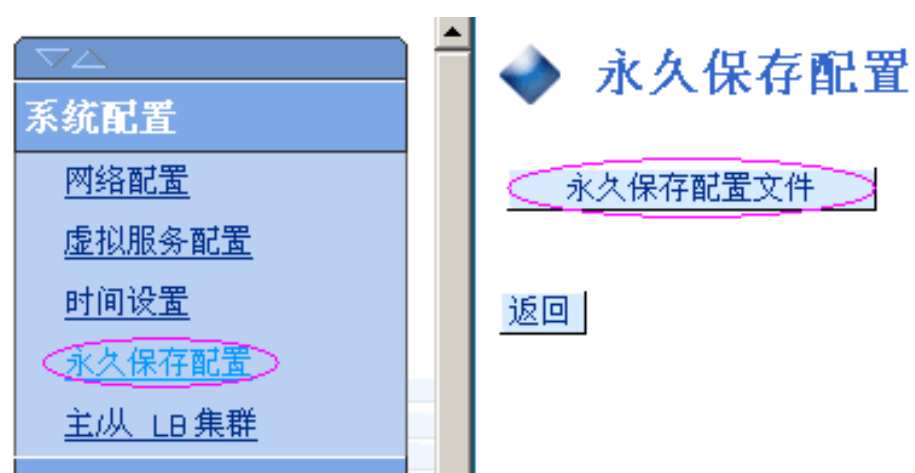 系统配置
网络配置
虚拟服务配置
时间设置
永久保存配置
主/从 LB 集群
永久保存配置
永久保存配置文件
返回